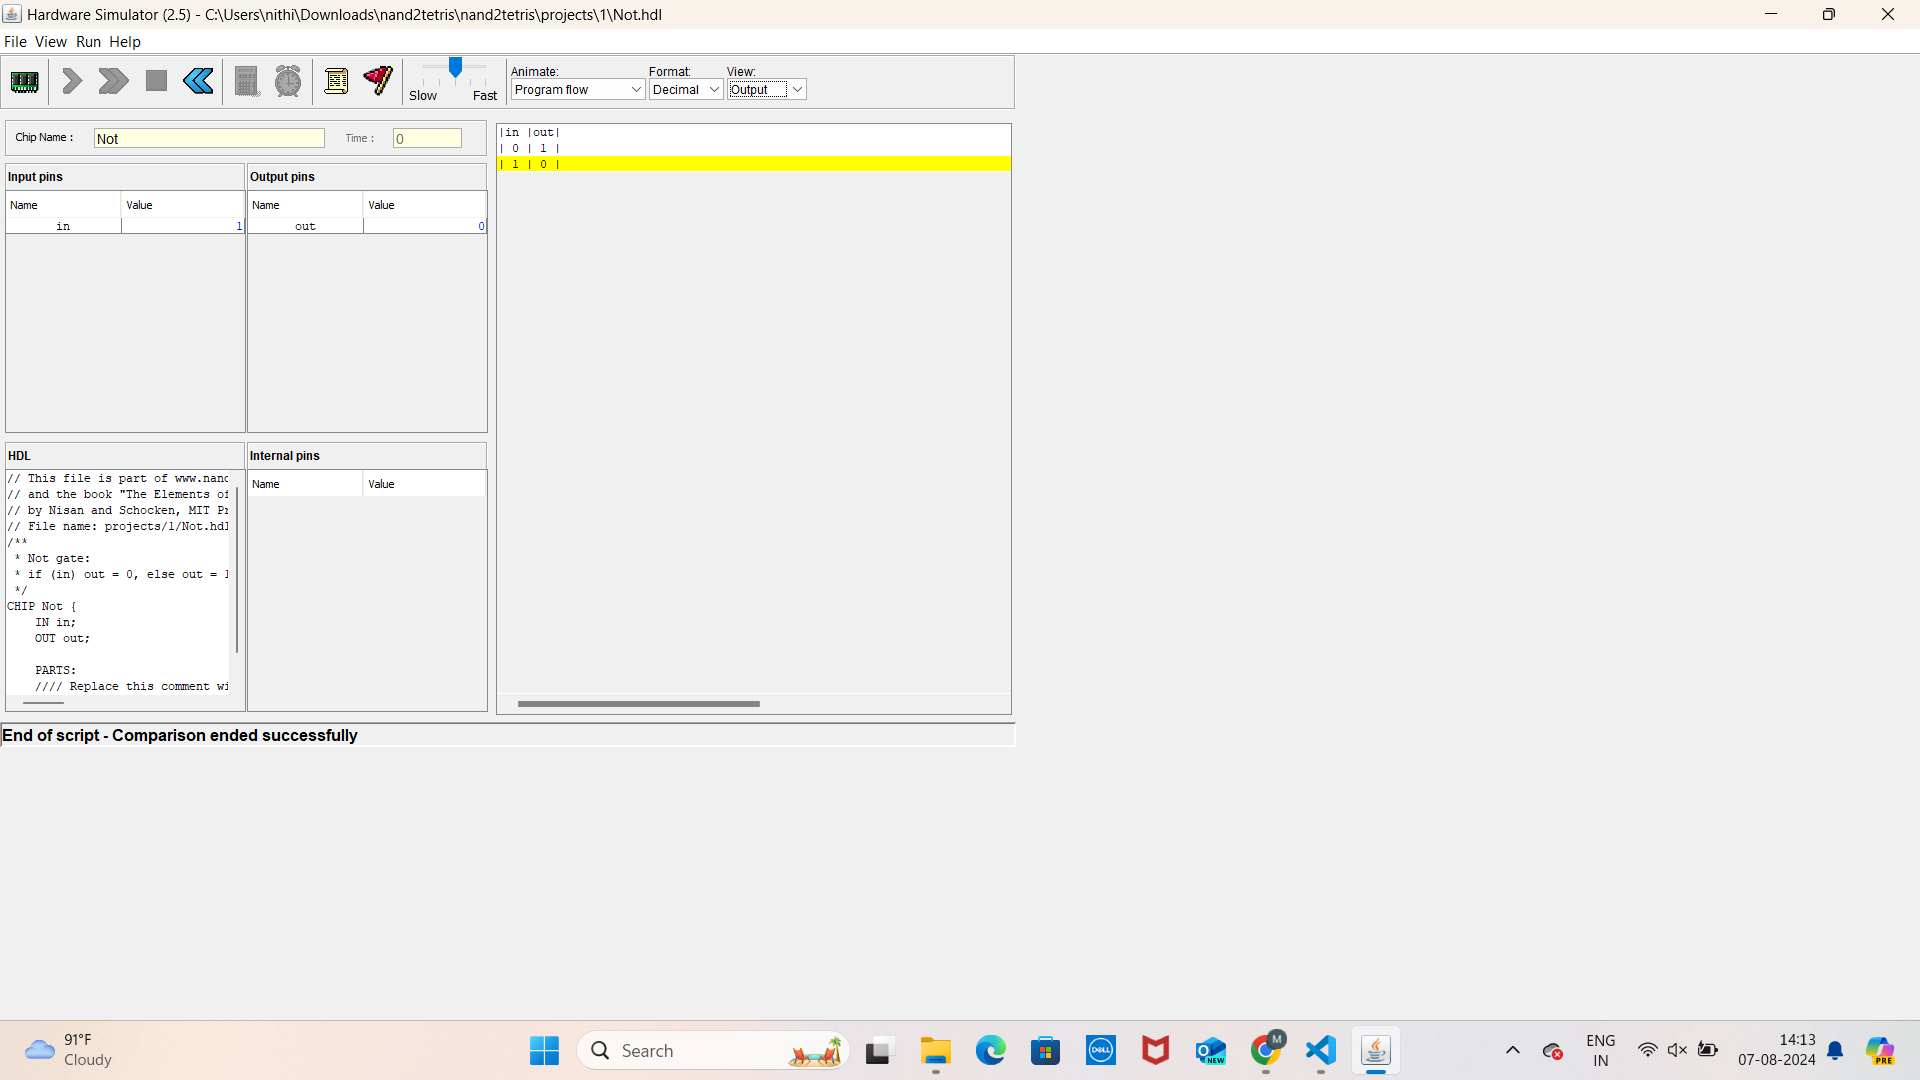 Hardware Simulator (2.5) - C:\Users\nithi\Downloads\nand2tetris\nand2tetris\projects\1\Not.hdl
File View Run Help
Animate: Format: View:
Program flow Decimal Output
Slow Fast
Chip Name : Not Time : 0
Input pins Output pins
Name Value Name Value
in 1 out 0
|in |out|
| 0 | 1 |
| 1 | 0 |
HDL Internal pins
Name Value
// This file is part of www.nand
// and the book "The Elements of
// by Nisan and Schocken, MIT Pr
// File name: projects/1/Not.hdl
/**
* Not gate:
* if (in) out = 0, else out = 1
*/
CHIP Not {
IN in;
OUT out;
PARTS:
//// Replace this comment wi
End of script - Comparison ended successfully
91°F
Cloudy
Search
DELL
NEW
M
ENG
IN
14:13
07-08-2024
PRE